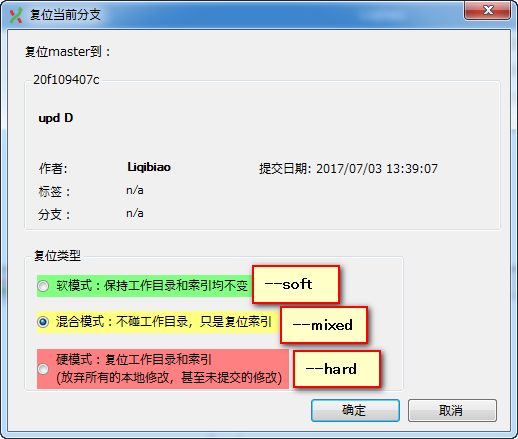 复位当前分支
复位master到：
20f109407c
upd D
作者: Liqibiao 提交日期: 2017/07/03 13:39:07
标签： n/a
分支： n/a
复位类型
软模式：保持工作目录和索引均不变 --soft
混合模式：不碰工作目录，只是复位索引 --mixed
硬模式：复位工作目录和索引
(放弃所有的本地修改，甚至未提交的修改) --hard
确定 取消